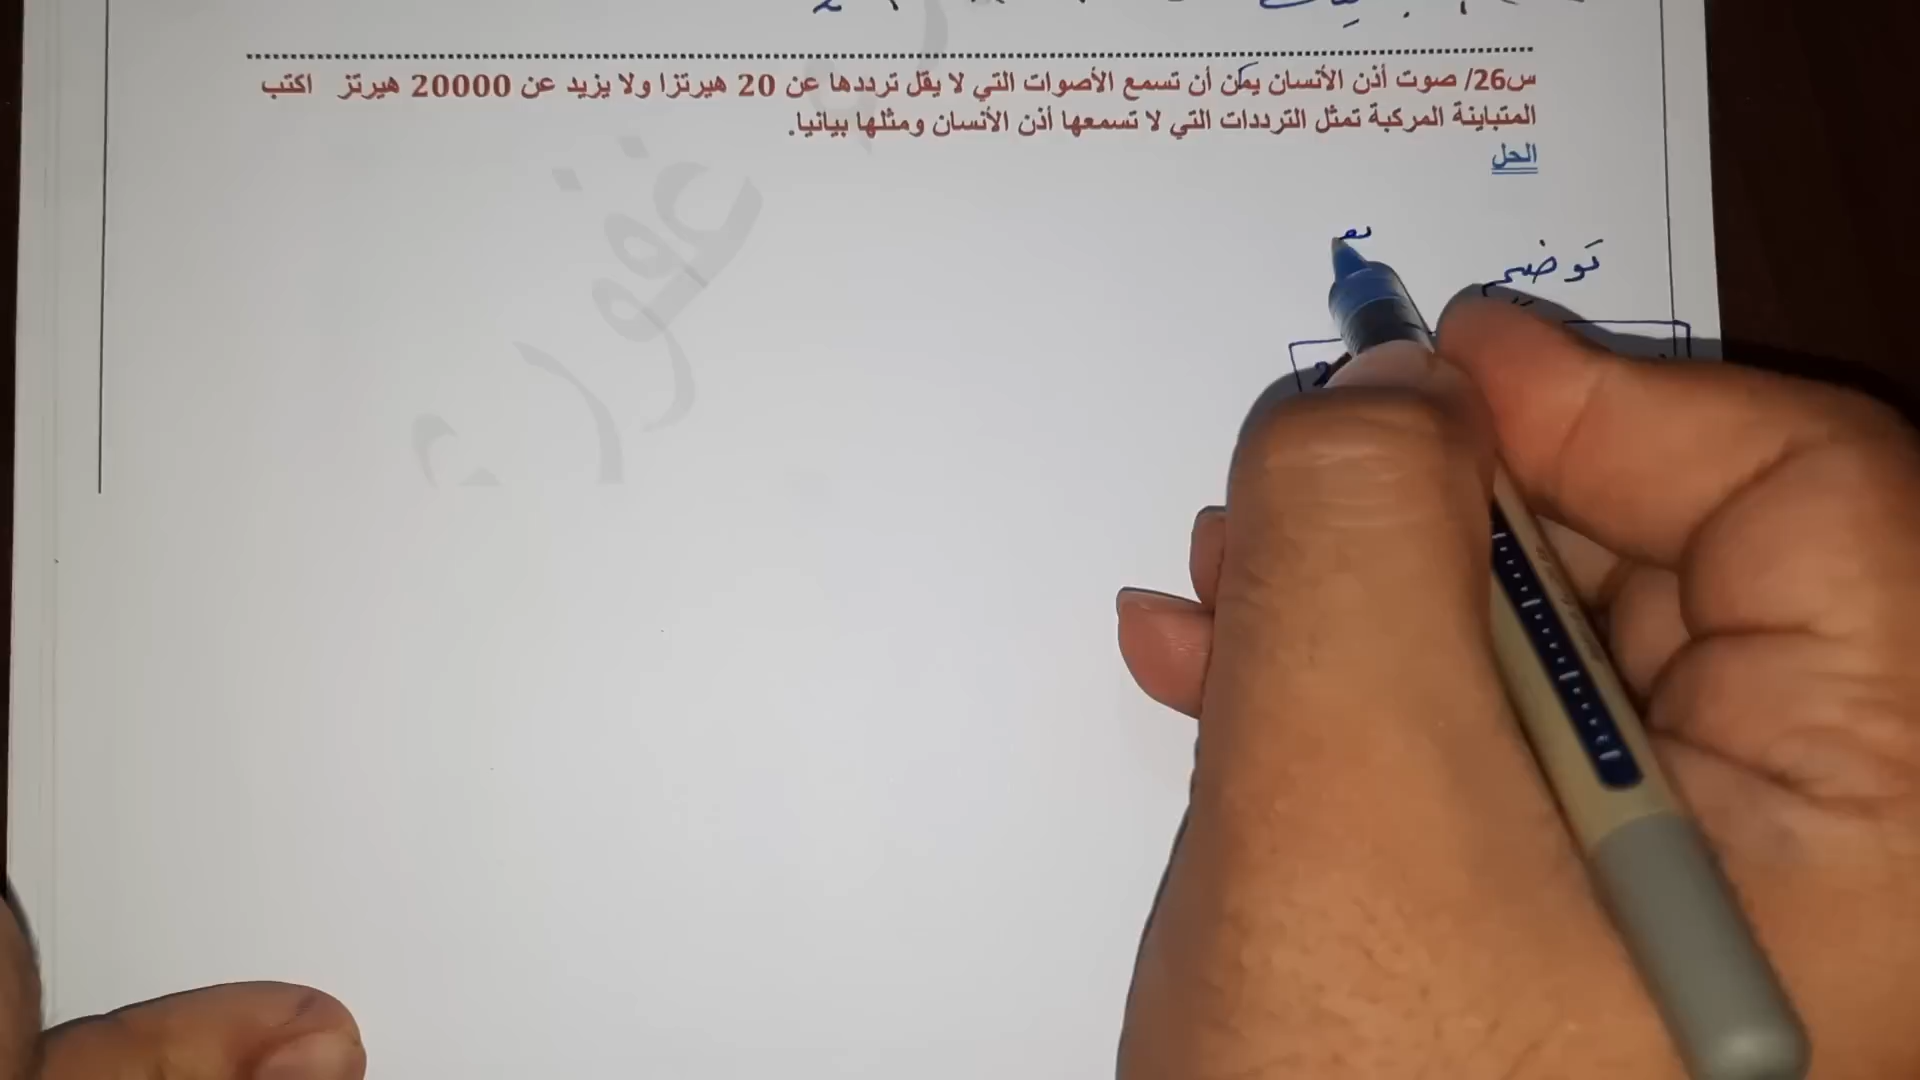 س26/ صوت أذن الأنسان يمكن أن تسمع الأصوات التي لا يقل ترددها عن 20 هيرتزا ولا يزيد عن 20000 هيرتز اكتب
المتباينة المركبة تمثل الترددات التي لا تسمعها أذن الأنسان ومثلها بيانيا.
الحل
توضيح